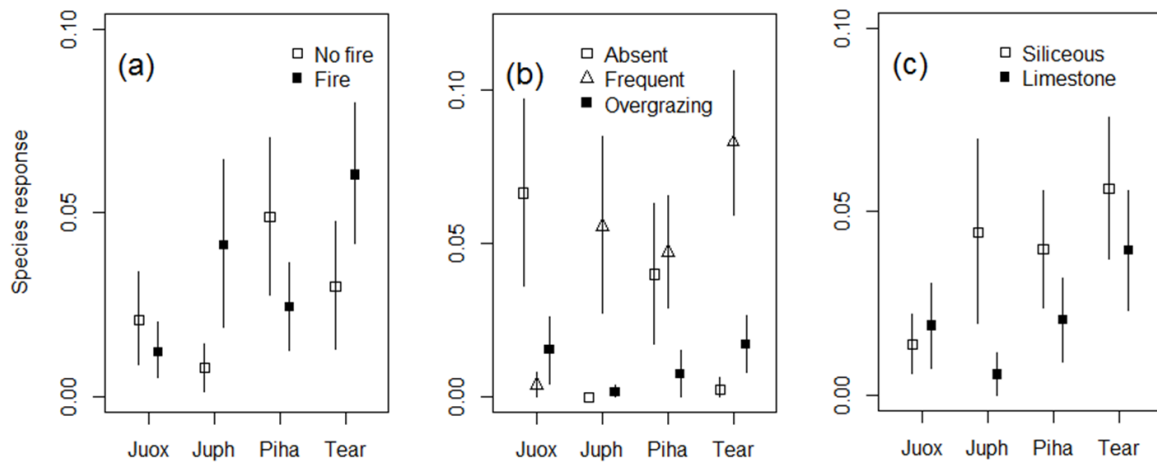 Species response
(a)
No fire
Fire
0.10
0.05
0.00
Juox Juph Piha Tear
(b)
Absent
Frequent
Overgrazing
0.10
0.05
0.00
Juox Juph Piha Tear
(c)
Siliceous
Limestone
0.10
0.05
0.00
Juox Juph Piha Tear